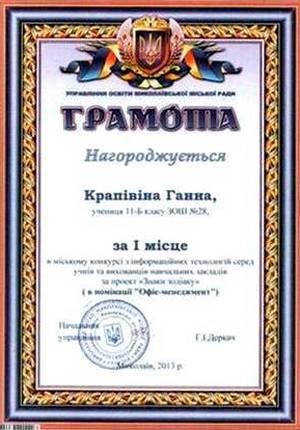 УПРАВЛІННЯ ОСВІТИ МИКОЛАЇВСЬКОЇ МІСЬКОЇ РАДИ
ГРАМОТА
Нагороджується
Крапівіна Ганна,
учениця 11-Б класу ЗОШ №28,
за І місце
в міському конкурсі з інформаційних технологій серед
учнів та вихованців навчальних закладів
за проект «Знаки зодіаку»
( в номінації "Офіс-менеджмент")
Начальник
управління Г.І.Деркач
Миколаїв, 2013 р.